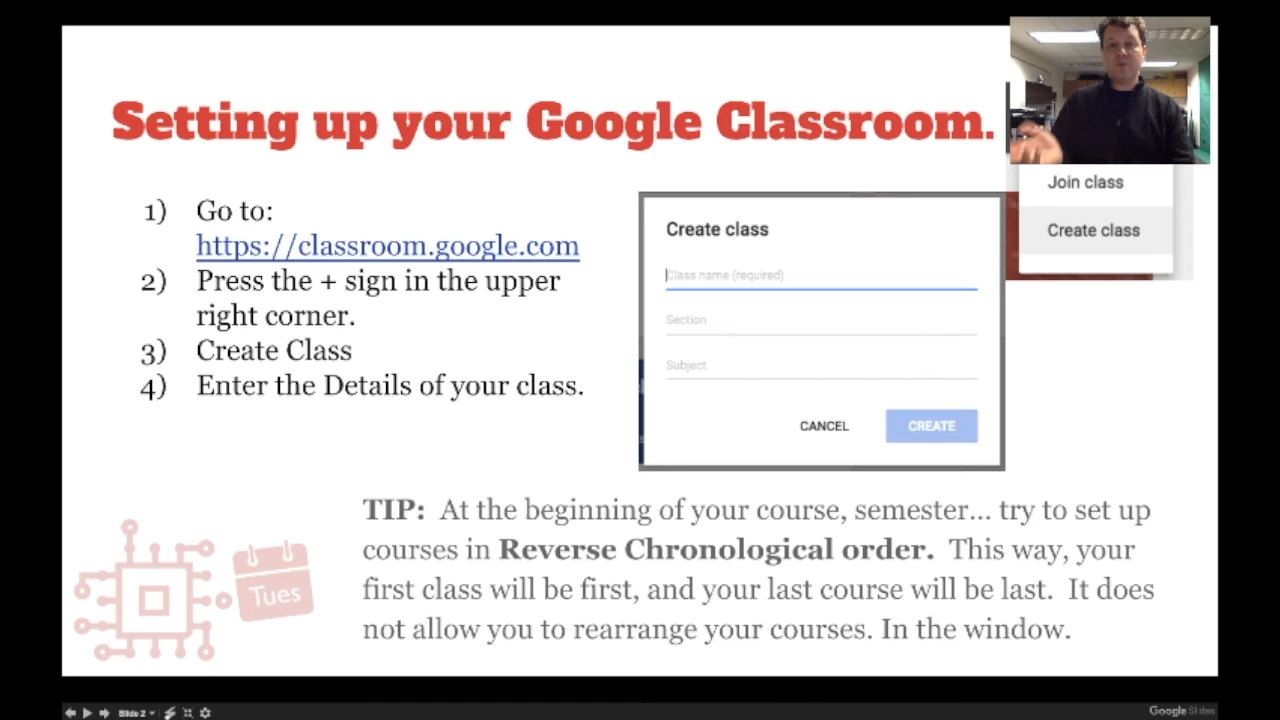 Setting up your Google Classroom.
1) Go to:
https://classroom.google.com
2) Press the + sign in the upper
right corner.
3) Create Class
4) Enter the Details of your class.
Create class
Class name (required)
Section
Subject
CANCEL CREATE
Join class
Create class
TIP: At the beginning of your course, semester... try to set up
courses in Reverse Chronological order. This way, your
first class will be first, and your last course will be last. It does
not allow you to rearrange your courses. In the window.
Tues
Slide 2
Google Slides